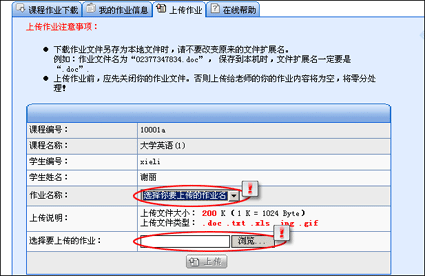 课程作业下载 我的作业信息 上传作业 在线帮助
上传作业注意事项:
● 下载作业文件另存为本地文件时,请不要改变原来的文件扩展名。
例如:作业文件名为“02377347834.doc”, 保存到本机时,文件扩展名一定要是
“.doc”.
● 上传作业前,应先关闭你的作业文件。否则上传给老师的你的作业内容将为空,将零分处
理!
课程编号: 10001a
课程名称: 大学英语(1)
学生编号: xieli
学生姓名: 谢丽
作业名称: 选择你要上传的作业名 !
上传说明: 上传文件大小: 200 K ( 1 K = 1024 Byte )
上传文件类型: .doc .txt .xls .jpg .gif
选择要上传的作业: 浏览... !
上传